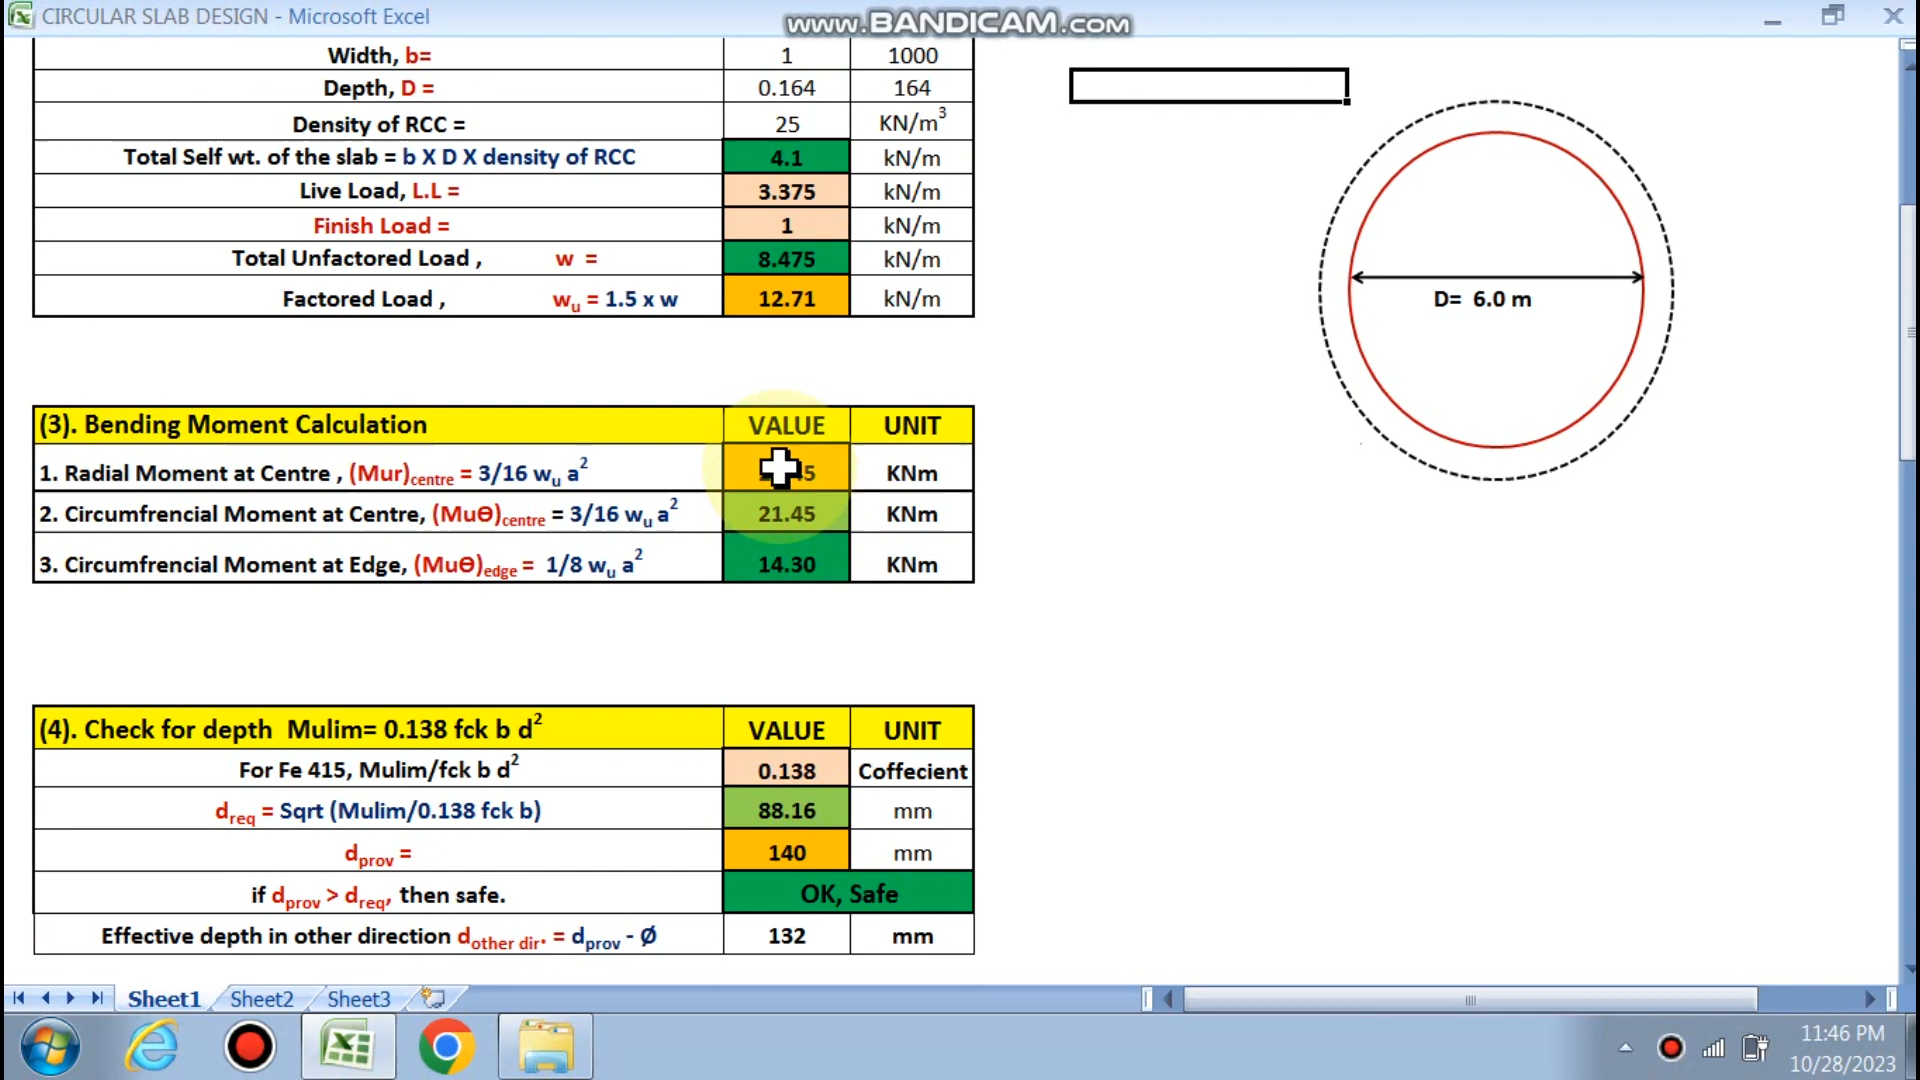 CIRCULAR SLAB DESIGN - Microsoft Excel
www.BANDICAM.com
Width, b= 1 1000
Depth, D = 0.164 164
Density of RCC = 25 KN/m³
Total Self wt. of the slab = b X D X density of RCC 4.1 kN/m
Live Load, L.L = 3.375 kN/m
Finish Load = 1 kN/m
Total Unfactored Load , w = 8.475 kN/m
Factored Load , wᵤ = 1.5 x w 12.71 kN/m
D= 6.0 m
(3). Bending Moment Calculation VALUE UNIT
1. Radial Moment at Centre , (Mur)centre = 3/16 wᵤ a² KNm
2. Circumfrencial Moment at Centre, (MuƟ)centre = 3/16 wᵤ a² 21.45 KNm
3. Circumfrencial Moment at Edge, (MuƟ)edge = 1/8 wᵤ a² 14.30 KNm
(4). Check for depth Mulim= 0.138 fck b d² VALUE UNIT
For Fe 415, Mulim/fck b d² 0.138 Coffecient
dreq = Sqrt (Mulim/0.138 fck b) 88.16 mm
dprov = 140 mm
if dprov > dreq, then safe. OK, Safe
Effective depth in other direction dother dir. = dprov - Ø 132 mm
Sheet1 Sheet2 Sheet3
11:46 PM
10/28/2023